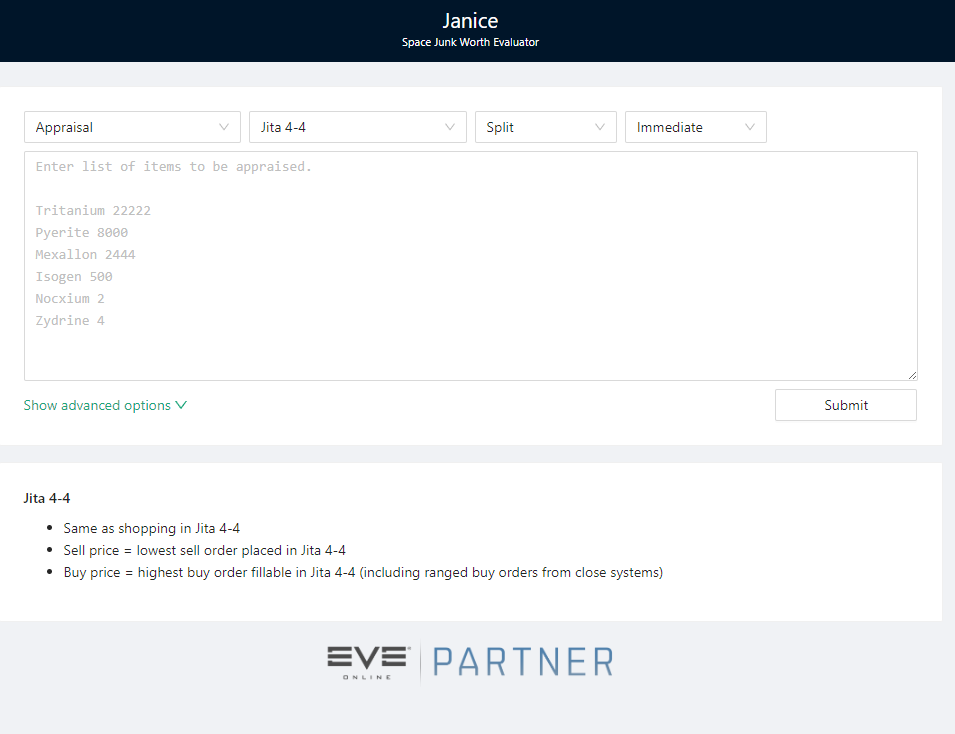 Janice
Space Junk Worth Evaluator
Appraisal Jita 4-4 Split Immediate
Enter list of items to be appraised.
Tritanium 22222
Pyerite 8000
Mexallon 2444
Isogen 500
Nocxium 2
Zydrine 4
Show advanced options Submit
Jita 4-4
Same as shopping in Jita 4-4
Sell price = lowest sell order placed in Jita 4-4
Buy price = highest buy order fillable in Jita 4-4 (including ranged buy orders from close systems)
EVE PARTNER
ONLINE